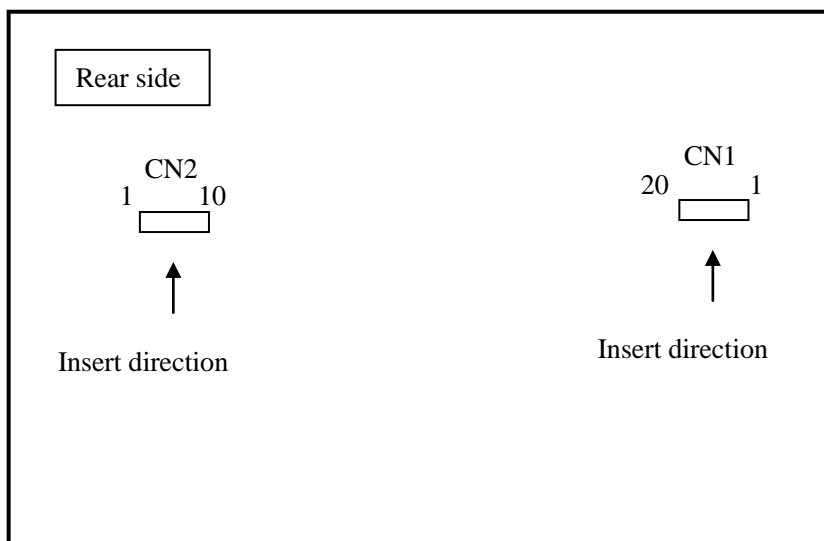 Rear side
CN2
1 10
Insert direction
CN1
20 1
Insert direction